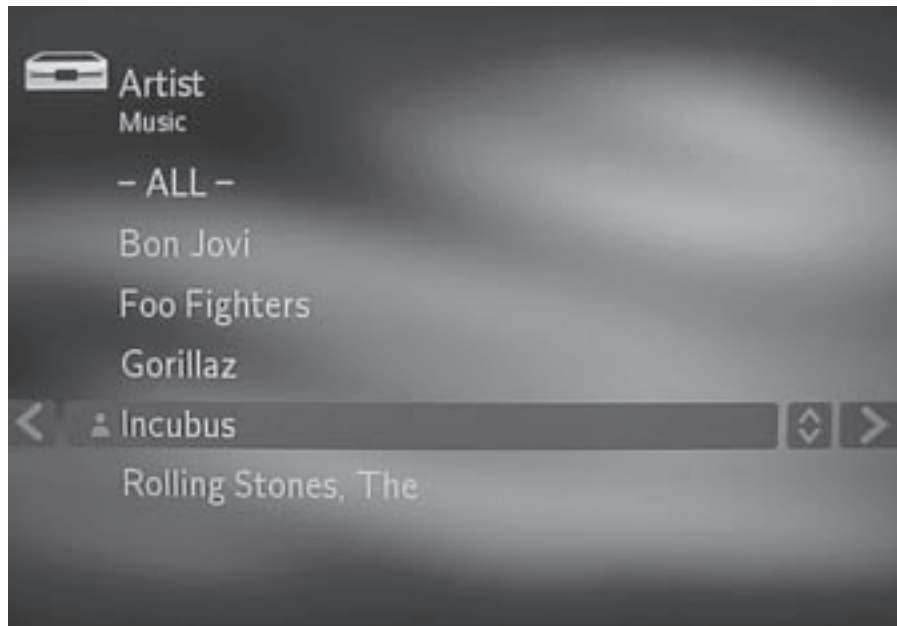 Artist
Music
– ALL –
Bon Jovi
Foo Fighters
Gorillaz
Incubus
Rolling Stones, The